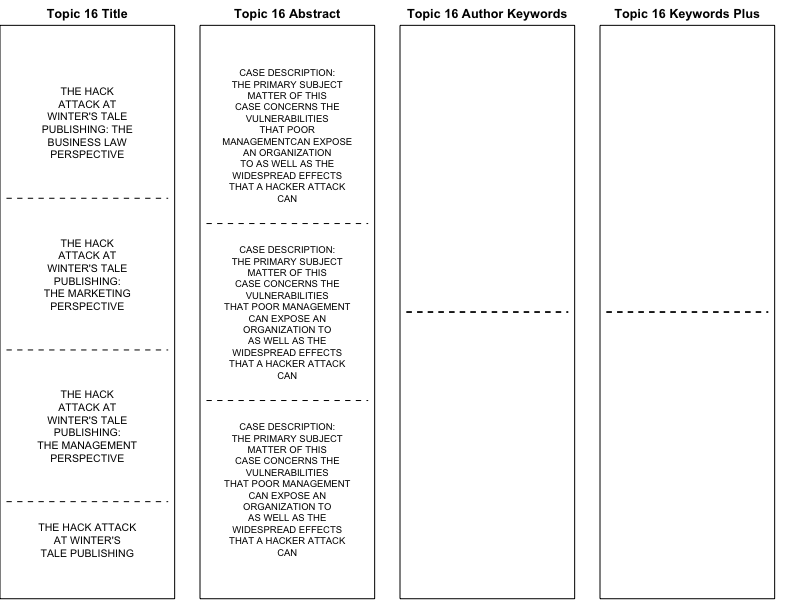 Topic 16 Title
THE HACK
ATTACK AT
WINTER'S TALE
PUBLISHING: THE
BUSINESS LAW
PERSPECTIVE
THE HACK
ATTACK AT
WINTER'S TALE
PUBLISHING:
THE MARKETING
PERSPECTIVE
THE HACK
ATTACK AT
WINTER'S TALE
PUBLISHING:
THE MANAGEMENT
PERSPECTIVE
THE HACK ATTACK
AT WINTER'S
TALE PUBLISHING
Topic 16 Abstract
CASE DESCRIPTION:
THE PRIMARY SUBJECT
MATTER OF THIS
CASE CONCERNS THE
VULNERABILITIES
THAT POOR
MANAGEMENTCAN EXPOSE
AN ORGANIZATION
TO AS WELL AS THE
WIDESPREAD EFFECTS
THAT A HACKER ATTACK
CAN
CASE DESCRIPTION:
THE PRIMARY SUBJECT
MATTER OF THIS
CASE CONCERNS THE
VULNERABILITIES
THAT POOR MANAGEMENT
CAN EXPOSE AN
ORGANIZATION TO
AS WELL AS THE
WIDESPREAD EFFECTS
THAT A HACKER ATTACK
CAN
CASE DESCRIPTION:
THE PRIMARY SUBJECT
MATTER OF THIS
CASE CONCERNS THE
VULNERABILITIES
THAT POOR MANAGEMENT
CAN EXPOSE AN
ORGANIZATION TO
AS WELL AS THE
WIDESPREAD EFFECTS
THAT A HACKER ATTACK
CAN
Topic 16 Author Keywords
Topic 16 Keywords Plus